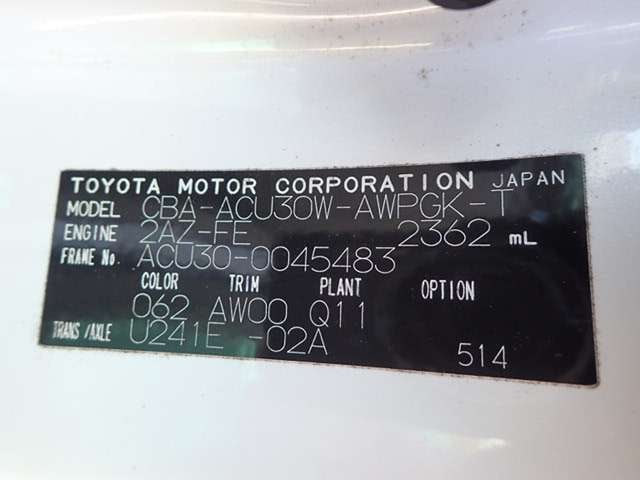 TOYOTA MOTOR CORPORATION JAPAN
MODEL CBA-ACU30W-AWPGK-T
ENGINE 2AZ-FE 2362 mL
FRAME No. ACU30-0045483
COLOR TRIM PLANT OPTION
062 AW00 Q11
TRANS/AXLE U241E -02A
514